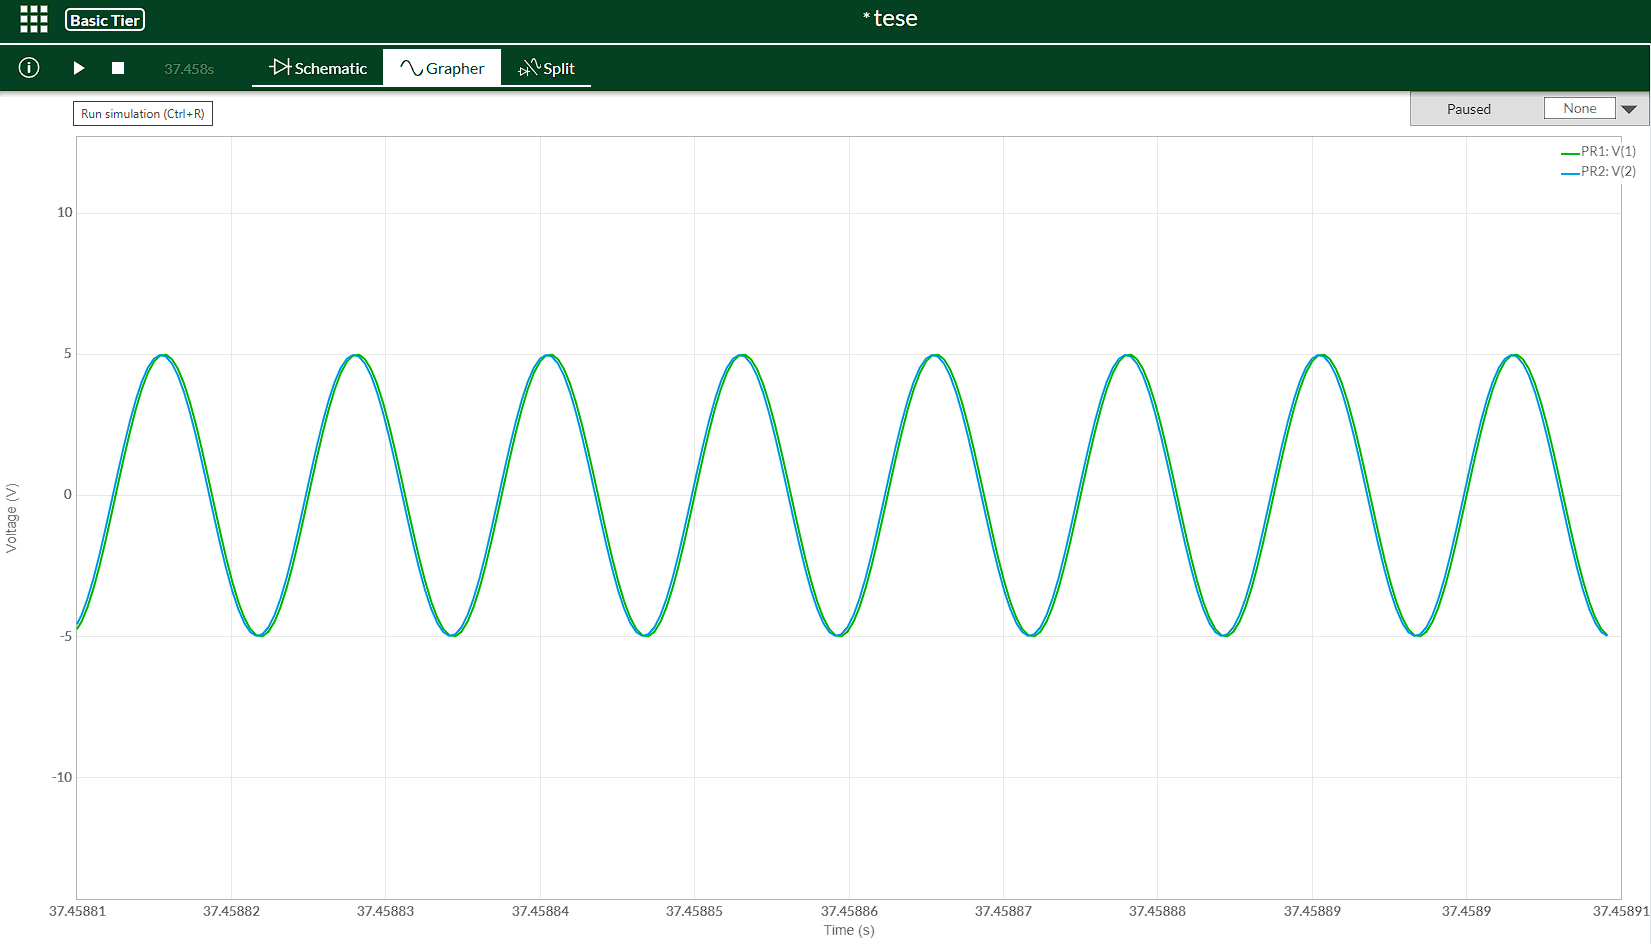 Basic Tier
*tese
37.458s
Schematic
Grapher
Split
Run simulation (Ctrl+R)
Paused
None
PR1: V(1)
PR2: V(2)
10
5
0
-5
-10
Voltage (V)
37.45881 37.45882 37.45883 37.45884 37.45885 37.45886 37.45887 37.45888 37.45889 37.4589 37.45891
Time (s)